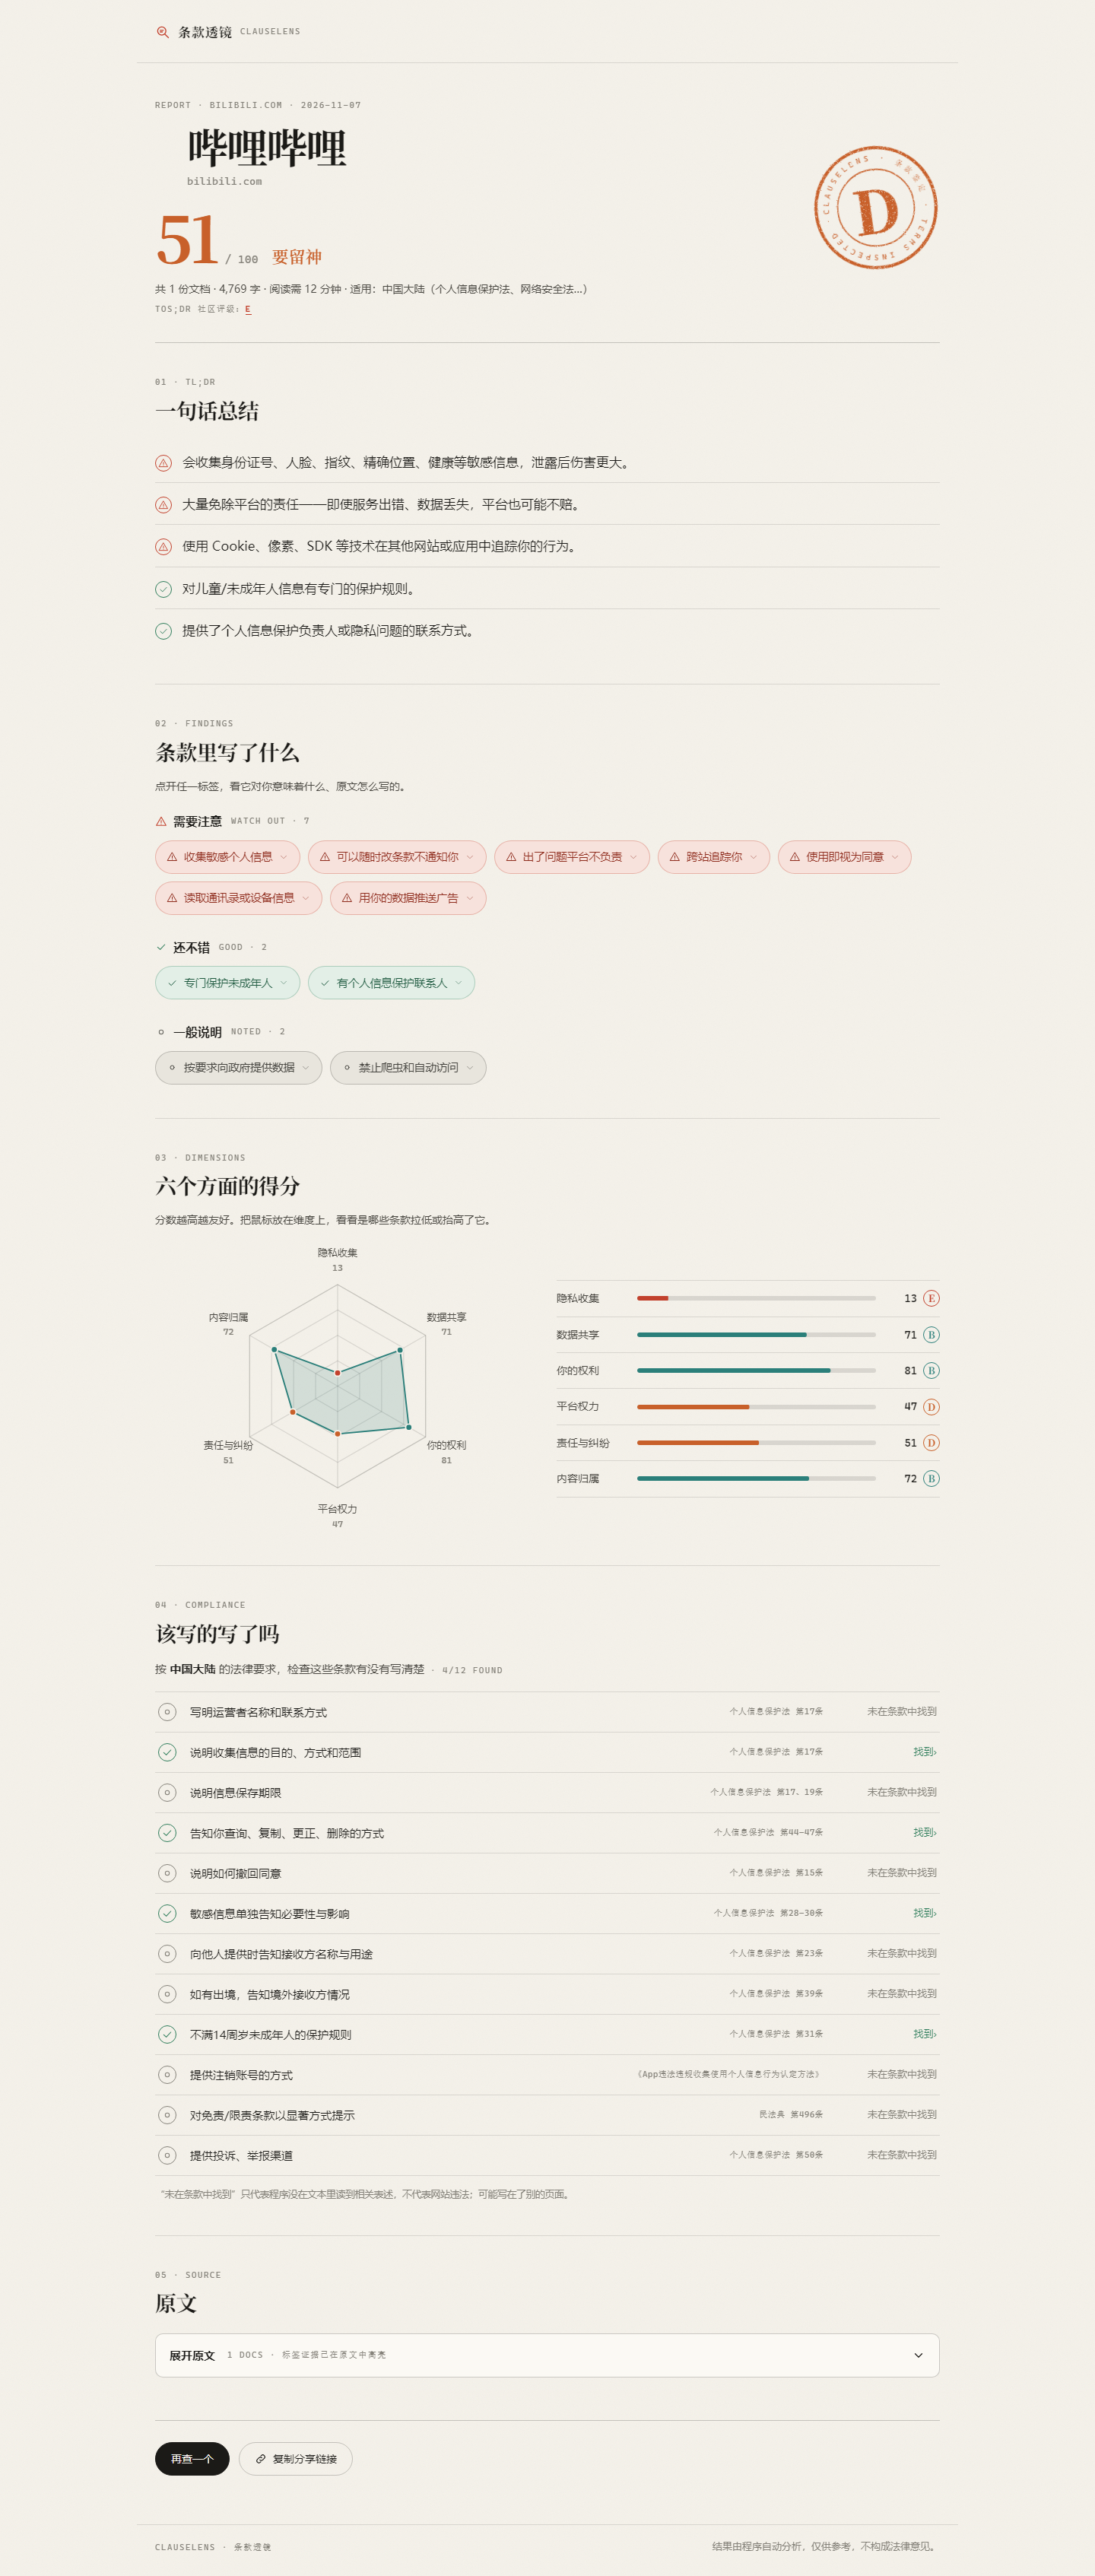 条款透镜 CLAUSELENS
REPORT · BILIBILI.COM · 2026-11-07
哔哩哔哩
bilibili.com
51 / 100 要留神
共 1 份文档 · 4,769 字 · 阅读需 12 分钟 · 适用：中国大陆（个人信息保护法、网络安全法…）
TOS;DR 社区评级：E
CLAUSELENS · 条款鉴定 · TERMS INSPECTED ·
D
01 · TL;DR
一句话总结
会收集身份证号、人脸、指纹、精确位置、健康等敏感信息，泄露后伤害更大。
大量免除平台的责任——即使服务出错、数据丢失，平台也可能不赔。
使用 Cookie、像素、SDK 等技术在其他网站或应用中追踪你的行为。
对儿童/未成年人信息有专门的保护规则。
提供了个人信息保护负责人或隐私问题的联系方式。
02 · FINDINGS
条款里写了什么
点开任一标签，看它对你意味着什么、原文怎么写的。
需要注意 WATCH OUT · 7
收集敏感个人信息 可以随时改条款不通知你 出了问题平台不负责 跨站追踪你 使用即视为同意
读取通讯录或设备信息 用你的数据推送广告
还不错 GOOD · 2
专门保护未成年人 有个人信息保护联系人
一般说明 NOTED · 2
按要求向政府提供数据 禁止爬虫和自动访问
03 · DIMENSIONS
六个方面的得分
分数越高越友好。把鼠标放在维度上，看看是哪些条款拉低或抬高了它。
隐私收集
13
数据共享
71
你的权利
81
平台权力
47
责任与纠纷
51
内容归属
72
隐私收集 13 E
数据共享 71 B
你的权利 81 B
平台权力 47 D
责任与纠纷 51 D
内容归属 72 B
04 · COMPLIANCE
该写的写了吗
按 中国大陆 的法律要求，检查这些条款有没有写清楚 · 4/12 FOUND
写明运营者名称和联系方式 个人信息保护法 第17条 未在条款中找到
说明收集信息的目的、方式和范围 个人信息保护法 第17条 找到›
说明信息保存期限 个人信息保护法 第17、19条 未在条款中找到
告知你查询、复制、更正、删除的方式 个人信息保护法 第44-47条 找到›
说明如何撤回同意 个人信息保护法 第15条 未在条款中找到
敏感信息单独告知必要性与影响 个人信息保护法 第28-30条 找到›
向他人提供时告知接收方名称与用途 个人信息保护法 第23条 未在条款中找到
如有出境，告知境外接收方情况 个人信息保护法 第39条 未在条款中找到
不满14周岁未成年人的保护规则 个人信息保护法 第31条 找到›
提供注销账号的方式 《App违法违规收集使用个人信息行为认定方法》 未在条款中找到
对免责/限责条款以显著方式提示 民法典 第496条 未在条款中找到
提供投诉、举报渠道 个人信息保护法 第50条 未在条款中找到
“未在条款中找到”只代表程序没在文本里读到相关表述，不代表网站违法；可能写在了别的页面。
05 · SOURCE
原文
展开原文 1 DOCS · 标签证据已在原文中高亮
再查一个 复制分享链接
CLAUSELENS · 条款透镜 结果由程序自动分析，仅供参考，不构成法律意见。